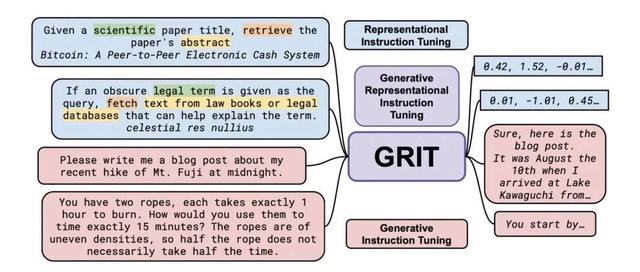 Given a scientific paper title, retrieve the
paper's abstract
Bitcoin: A Peer-to-Peer Electronic Cash System
If an obscure legal term is given as the
query, fetch text from law books or legal
databases that can help explain the term.
celestial res nullius
Please write me a blog post about my
recent hike of Mt. Fuji at midnight.
You have two ropes, each takes exactly 1
hour to burn. How would you use them to
time exactly 15 minutes? The ropes are of
uneven densities, so half the rope does not
necessarily take half the time.
Representational
Instruction Tuning
Generative
Representational
Instruction
Tuning
GRIT
Generative
Instruction Tuning
0.42, 1.52, -0.01…
0.01, -1.01, 0.45…
Sure, here is the
blog post.
It was August the
10th when I
arrived at Lake
Kawaguchi from…
You start by…